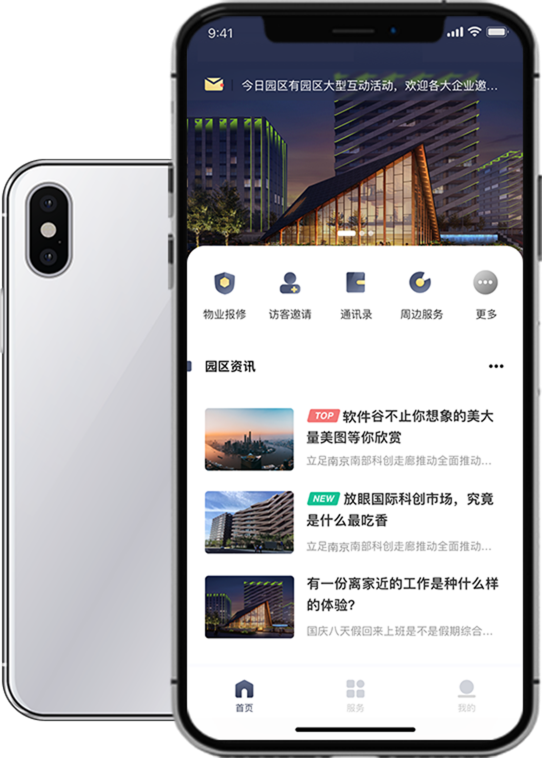 9:41
今日园区有园区大型互动活动，欢迎各大企业邀...
物业报修 访客邀请 通讯录 周边服务 更多
园区资讯
TOP 软件谷不止你想象的美大
量美图等你欣赏
立足南京南部科创走廊推动全面推动...
NEW 放眼国际科创市场，究竟
是什么最吃香
立足南京南部科创走廊推动全面推动...
有一份离家近的工作是种什么样
的体验?
国庆八天假回来上班是不是假期综合...
首页 服务 我的